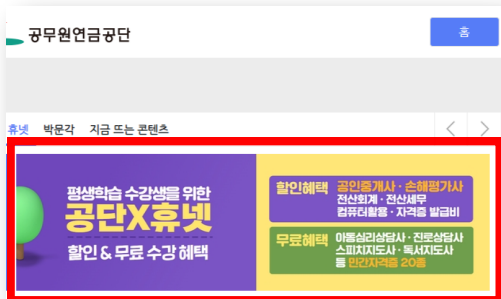 공무원연금공단
홈
휴넷 박문각 지금 뜨는 콘텐츠
평생학습 수강생을 위한
공단X휴넷
할인 & 무료 수강 혜택
할인혜택 공인중개사 · 손해평가사
전산회계 · 전산세무
컴퓨터활용 · 자격증 발급비
무료혜택 아동심리상담사 · 진로상담사
스피치지도사 · 독서지도사
등 민간자격증 20종